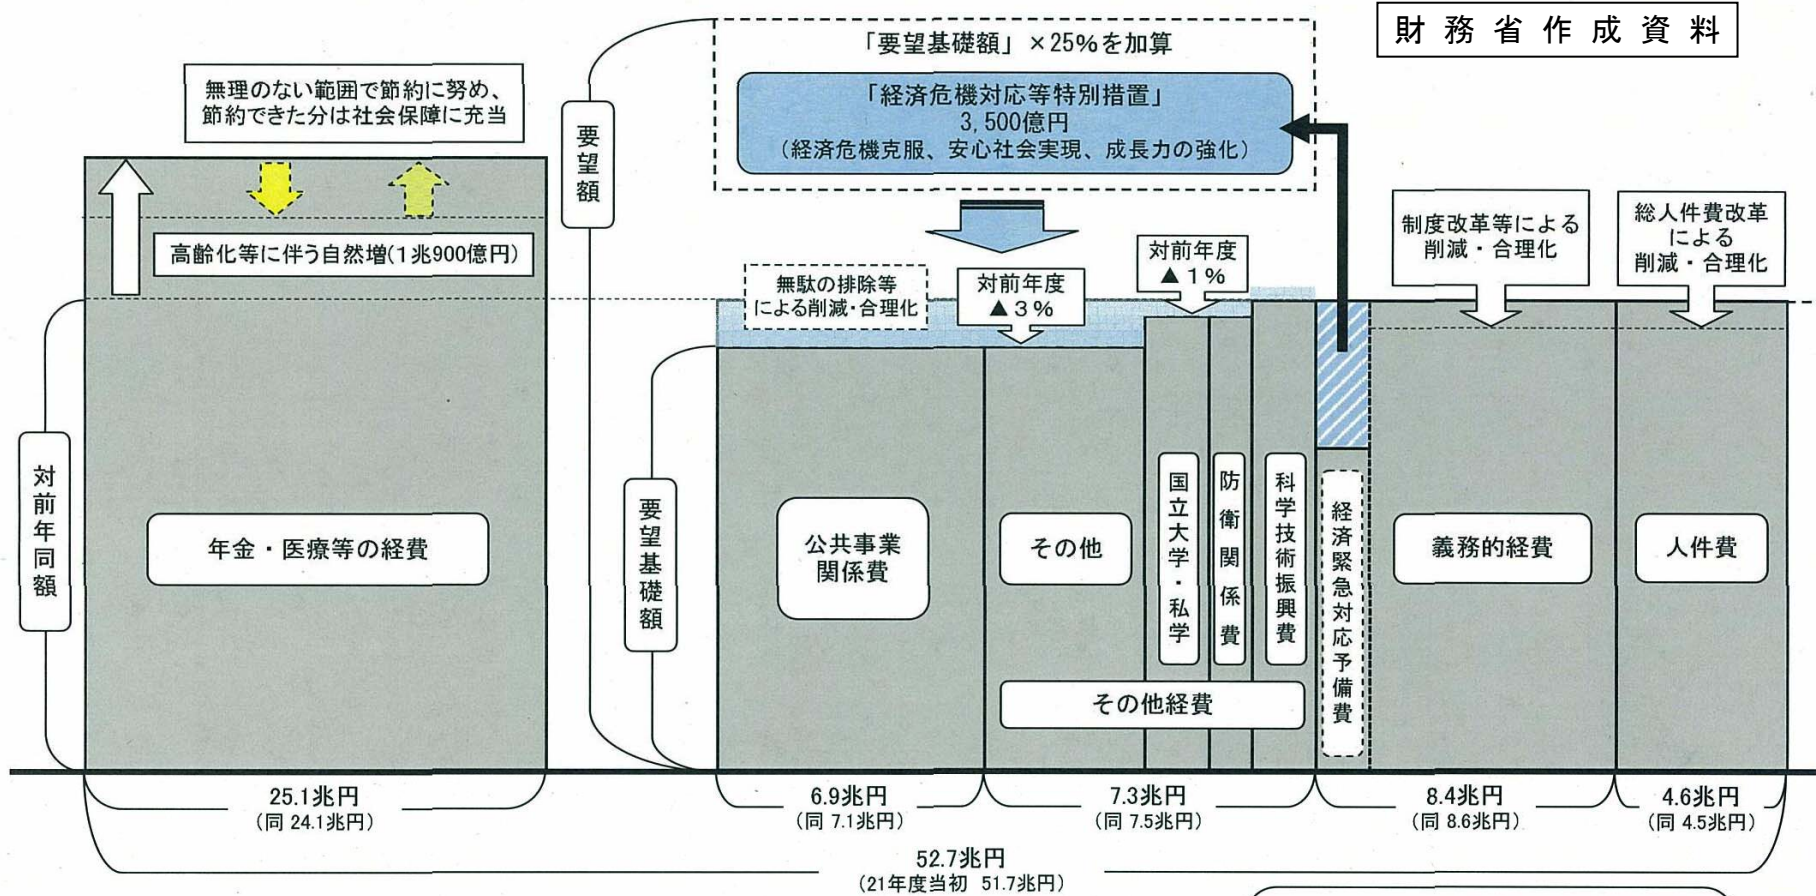 財務省作成資料
「要望基礎額」×25%を加算
「経済危機対応等特別措置」
3,500億円
(経済危機克服、安心社会実現、成長力の強化)
無理のない範囲で節約に努め、
節約できた分は社会保障に充当
要望額
高齢化等に伴う自然増(1兆900億円)
無駄の排除等
による削減・合理化
対前年度
▲3%
対前年度
▲1%
制度改革等による
削減・合理化
総人件費改革
による
削減・合理化
対前年同額
年金・医療等の経費
要望基礎額
公共事業
関係費
その他
国立大学・私学
防衛関係費
科学技術振興費
その他経費
経済緊急対応予備費
義務的経費
人件費
25.1兆円
(同 24.1兆円)
6.9兆円
(同 7.1兆円)
7.3兆円
(同 7.5兆円)
8.4兆円
(同 8.6兆円)
4.6兆円
(同 4.5兆円)
52.7兆円
(21年度当初 51.7兆円)